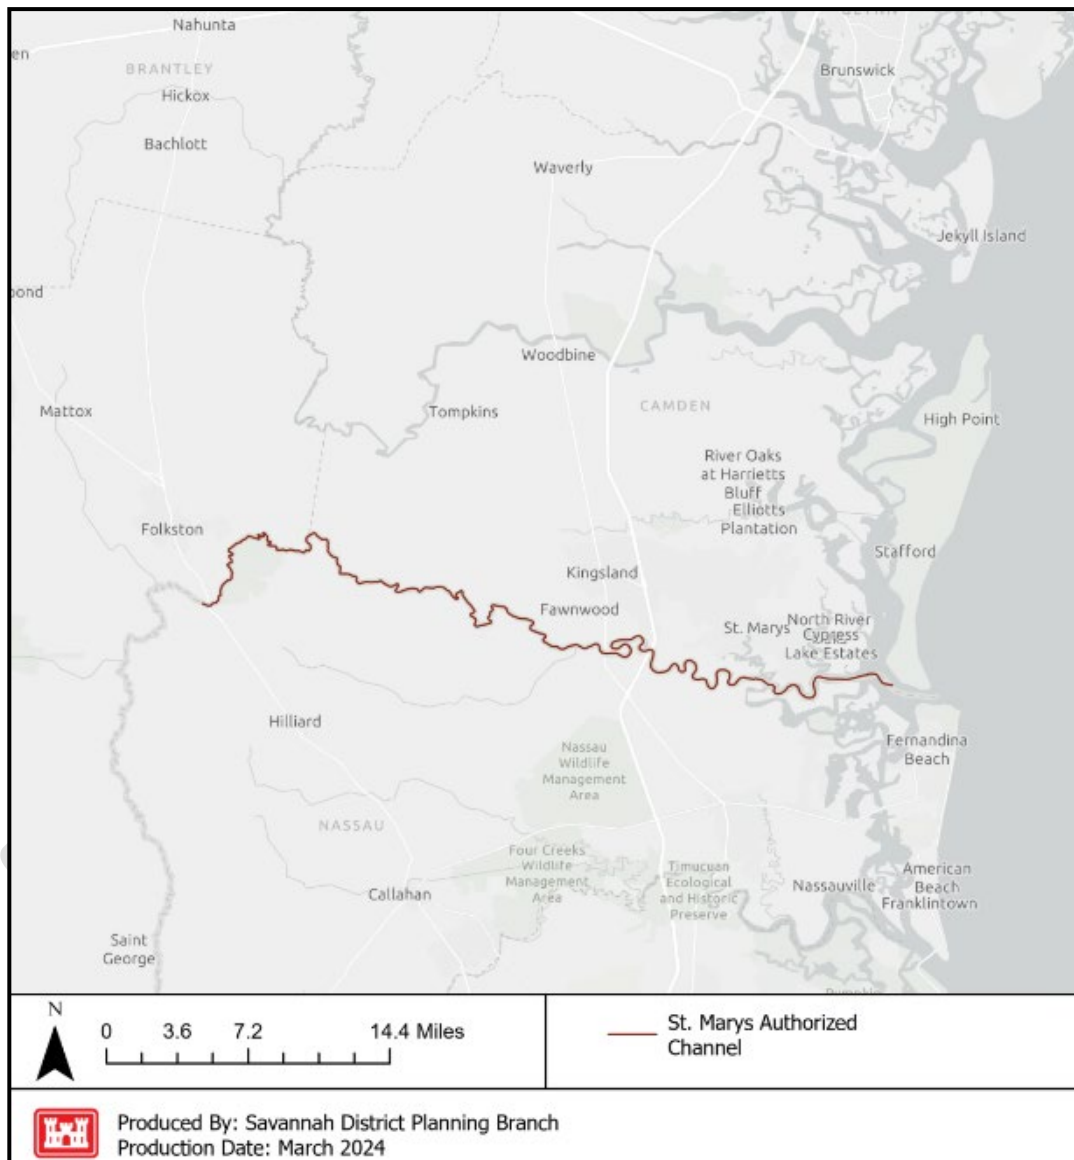 Nahunta
BRANTLEY
Hickox
Bachlott
Brunswick
Waverly
Jekyll Island
Woodbine
Mattox
Tompkins
CAMDEN
High Point
River Oaks
at Harrietts
Bluff
Elliotts
Plantation
Folkston
Stafford
Kingsland
Fawnwood
St. Marys
North River
Cypress
Lake Estates
Hilliard
Fernandina
Beach
Nassau
Wildlife
Management
Area
NASSAU
Four Creeks
Wildlife
Management
Area
Timucuan
Ecological
and Historic
Preserve
Callahan
Nassauville
American
Beach
Franklintown
Saint
George
N
0 3.6 7.2 14.4 Miles
St. Marys Authorized
Channel
Produced By: Savannah District Planning Branch
Production Date: March 2024